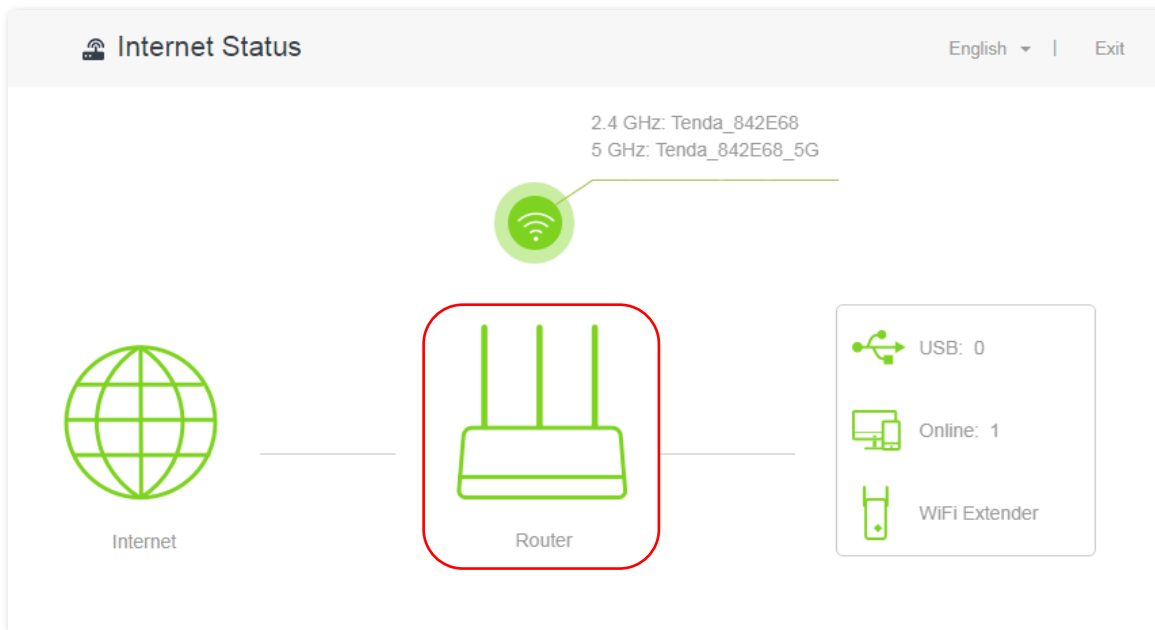 Internet Status
English
|
Exit
2.4 GHz: Tenda_842E68
5 GHz: Tenda_842E68_5G
USB: 0
Online: 1
WiFi Extender
Internet
Router